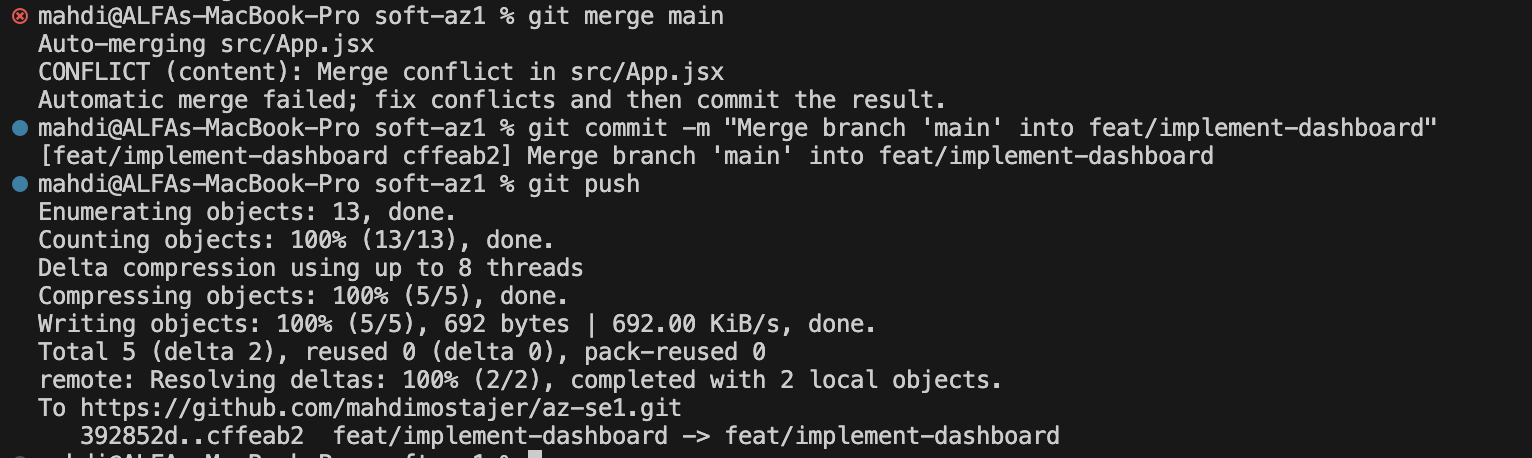 mahdi@ALFAs-MacBook-Pro soft-az1 % git merge main
Auto-merging src/App.jsx
CONFLICT (content): Merge conflict in src/App.jsx
Automatic merge failed; fix conflicts and then commit the result.
mahdi@ALFAs-MacBook-Pro soft-az1 % git commit -m "Merge branch 'main' into feat/implement-dashboard"
[feat/implement-dashboard cffeab2] Merge branch 'main' into feat/implement-dashboard
mahdi@ALFAs-MacBook-Pro soft-az1 % git push
Enumerating objects: 13, done.
Counting objects: 100% (13/13), done.
Delta compression using up to 8 threads
Compressing objects: 100% (5/5), done.
Writing objects: 100% (5/5), 692 bytes | 692.00 KiB/s, done.
Total 5 (delta 2), reused 0 (delta 0), pack-reused 0
remote: Resolving deltas: 100% (2/2), completed with 2 local objects.
To https://github.com/mahdimostajer/az-se1.git
   392852d..cffeab2  feat/implement-dashboard -> feat/implement-dashboard
mahdi@ALFAs-MacBook-Pro soft-az1 %